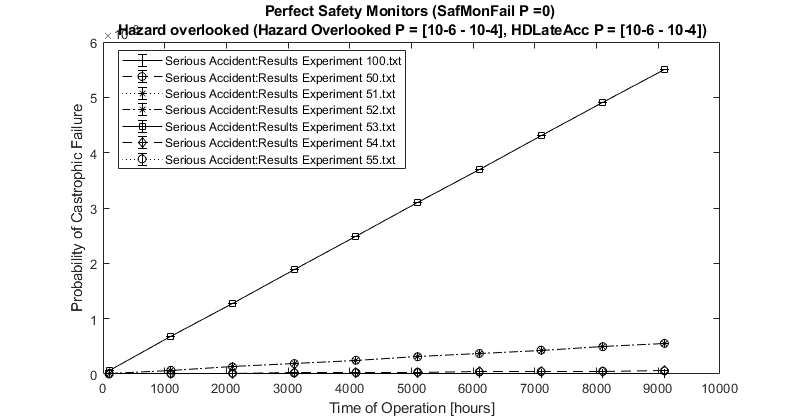 Perfect Safety Monitors (SafMonFail P =0)
Hazard overlooked (Hazard Overlooked P = [10-6 - 10-4], HDLateAcc P = [10-6 - 10-4])
6
Serious Accident:Results Experiment 100.txt
Serious Accident:Results Experiment 50.txt
Serious Accident:Results Experiment 51.txt
Serious Accident:Results Experiment 52.txt
Serious Accident:Results Experiment 53.txt
Serious Accident:Results Experiment 54.txt
Serious Accident:Results Experiment 55.txt
5
4
3
2
1
0
Probability of Castrophic Failure
0 1000 2000 3000 4000 5000 6000 7000 8000 9000 10000
Time of Operation [hours]